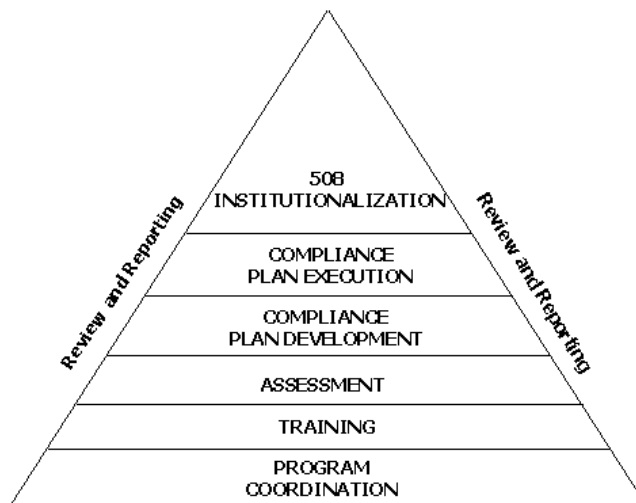 508
INSTITUTIONALIZATION
Review and Reporting
Review and Reporting
COMPLIANCE
PLAN EXECUTION
COMPLIANCE
PLAN DEVELOPMENT
ASSESSMENT
TRAINING
PROGRAM
COORDINATION